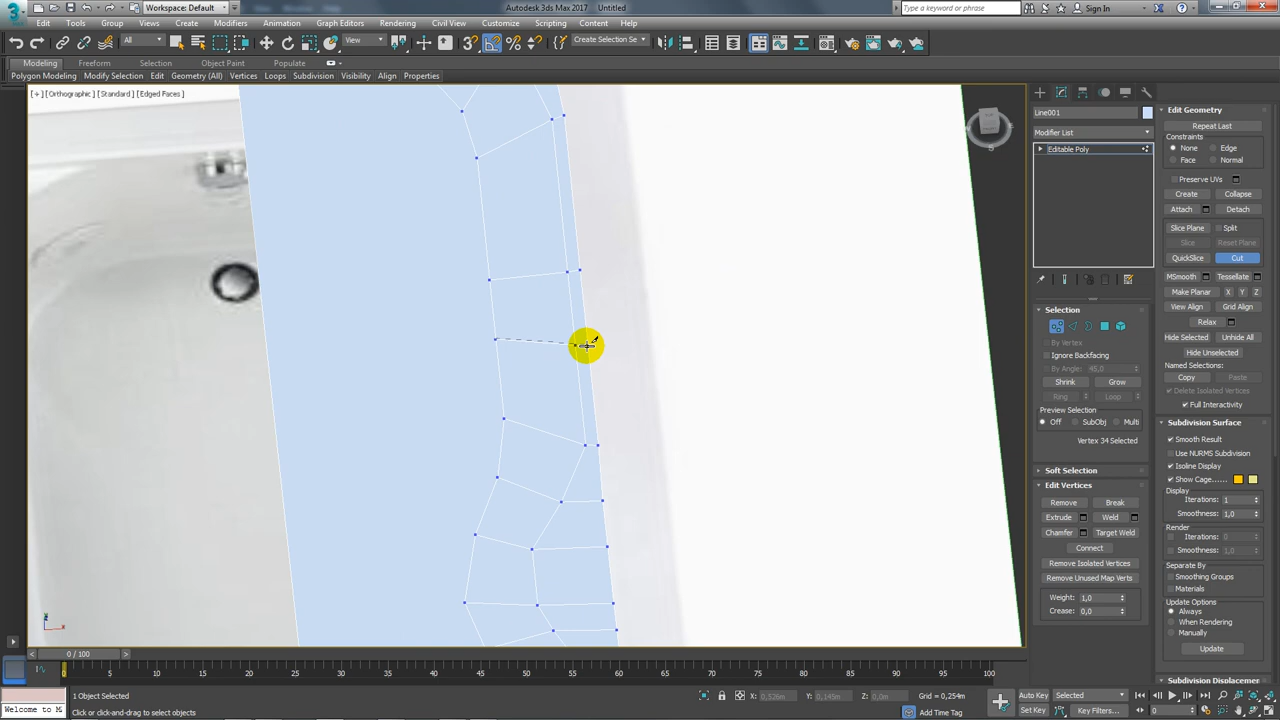 Workspace: Default
Autodesk 3ds Max 2017 Untitled
Type a keyword or phrase
Sign In
Edit Tools Group Views Create Modifiers Animation Graph Editors Rendering Civil View Customize Scripting Content Help
All View Create Selection Se
Modeling Freeform Selection Object Paint Populate
Polygon Modeling Modify Selection Edit Geometry (All) Vertices Loops Subdivision Visibility Align Properties
[+] [Orthographic] [Standard] [Edged Faces]
Line001
Modifier List
Editable Poly
Selection
By Vertex
Ignore Backfacing
By Angle: 45,0
Shrink Grow
Ring Loop
Preview Selection
Off SubObj Multi
Vertex 34 Selected
Soft Selection
Edit Vertices
Remove Break
Extrude Weld
Chamfer Target Weld
Connect
Remove Isolated Vertices
Remove Unused Map Verts
Weight: 1,0
Crease: 0,0
Edit Geometry
Repeat Last
Constraints
None Edge
Face Normal
Preserve UVs
Create Collapse
Attach Detach
Slice Plane Split
Slice Reset Plane
QuickSlice Cut
MSmooth Tessellate
Make Planar X Y Z
View Align Grid Align
Relax
Hide Selected Unhide All
Hide Unselected
Named Selections:
Copy Paste
Delete Isolated Vertices
Full Interactivity
Subdivision Surface
Smooth Result
Use NURMS Subdivision
Isoline Display
Show Cage......
Display
Iterations: 1
Smoothness: 1,0
Render
Iterations: 0
Smoothness: 1,0
Separate By
Smoothing Groups
Materials
Update Options
Always
When Rendering
Manually
Update
Subdivision Displacemer
0 / 100
0 5 10 15 20 25 30 35 40 45 50 55 60 65 70 75 80 85 90 95 100
1 Object Selected
X: 0,526m Y: 0,145m Z: 0,0m Grid = 0,254m
Auto Key Selected
Welcome to M
Click or click-and-drag to select objects
Add Time Tag
Set Key Key Filters... 0